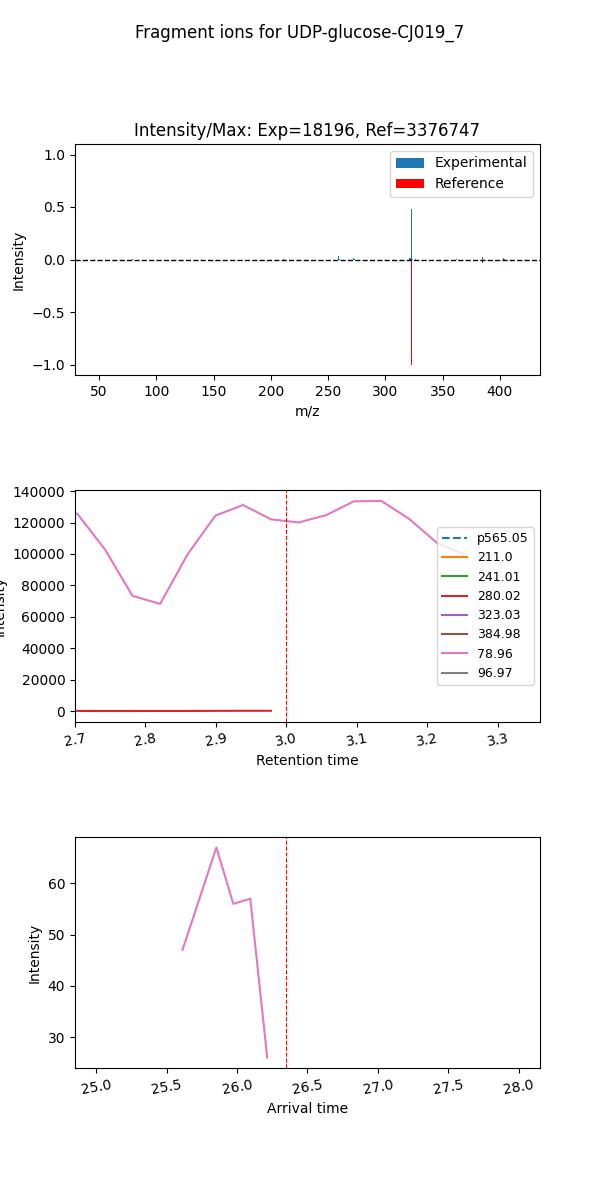 Fragment ions for UDP-glucose-CJ019_7
Intensity/Max: Exp=18196, Ref=3376747
Experimental
Reference
1.0
0.5
0.0
−0.5
−1.0
Intensity
50 100 150 200 250 300 350 400
m/z
140000
120000
100000
80000
60000
40000
20000
0
p565.05
211.0
241.01
280.02
323.03
384.98
78.96
96.97
2.7 2.8 2.9 3.0 3.1 3.2 3.3
Retention time
60
50
40
30
Intensity
25.0 25.5 26.0 26.5 27.0 27.5 28.0
Arrival time